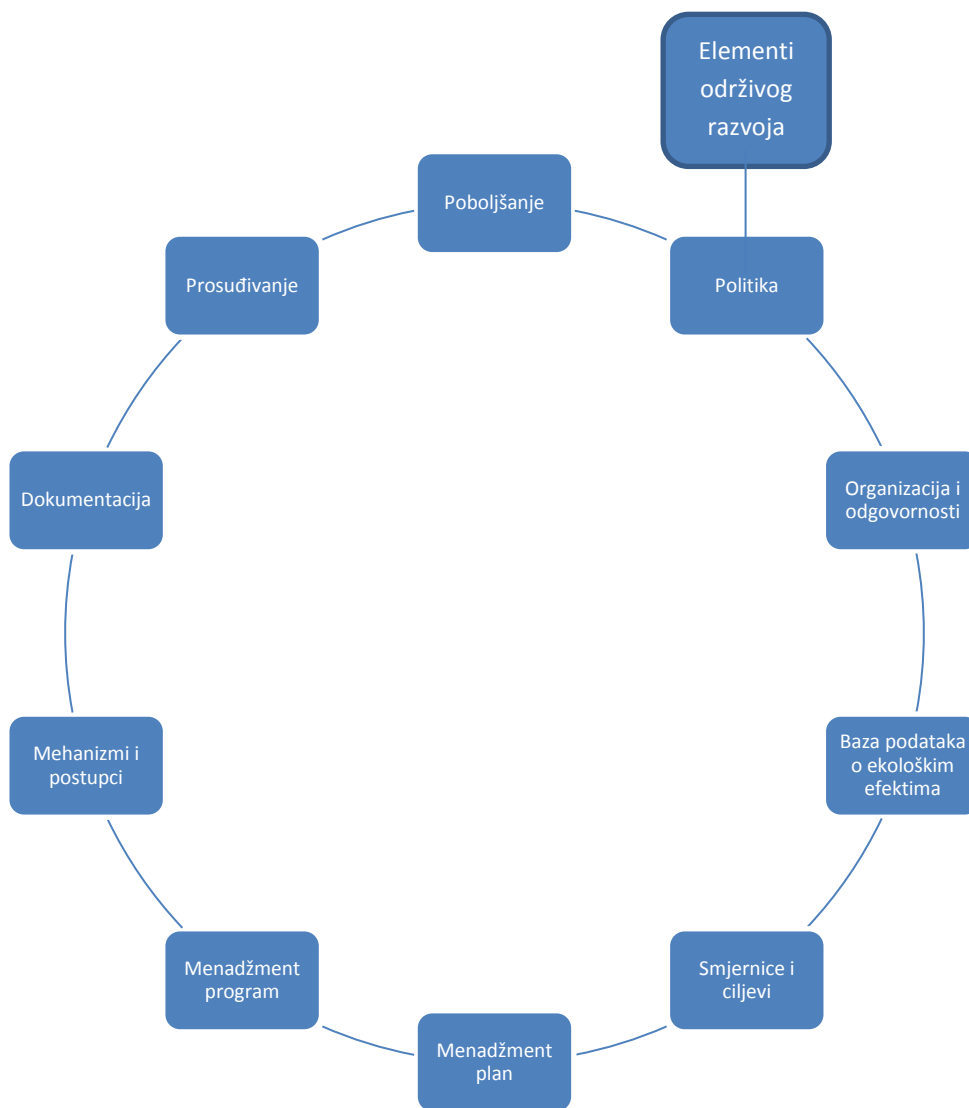 Elementi
održivog
razvoja
Poboljšanje
Prosuđivanje
Politika
Dokumentacija
Organizacija i
odgovornosti
Mehanizmi i
postupci
Baza podataka
o ekološkim
efektima
Menadžment
program
Smjernice i
ciljevi
Menadžment
plan